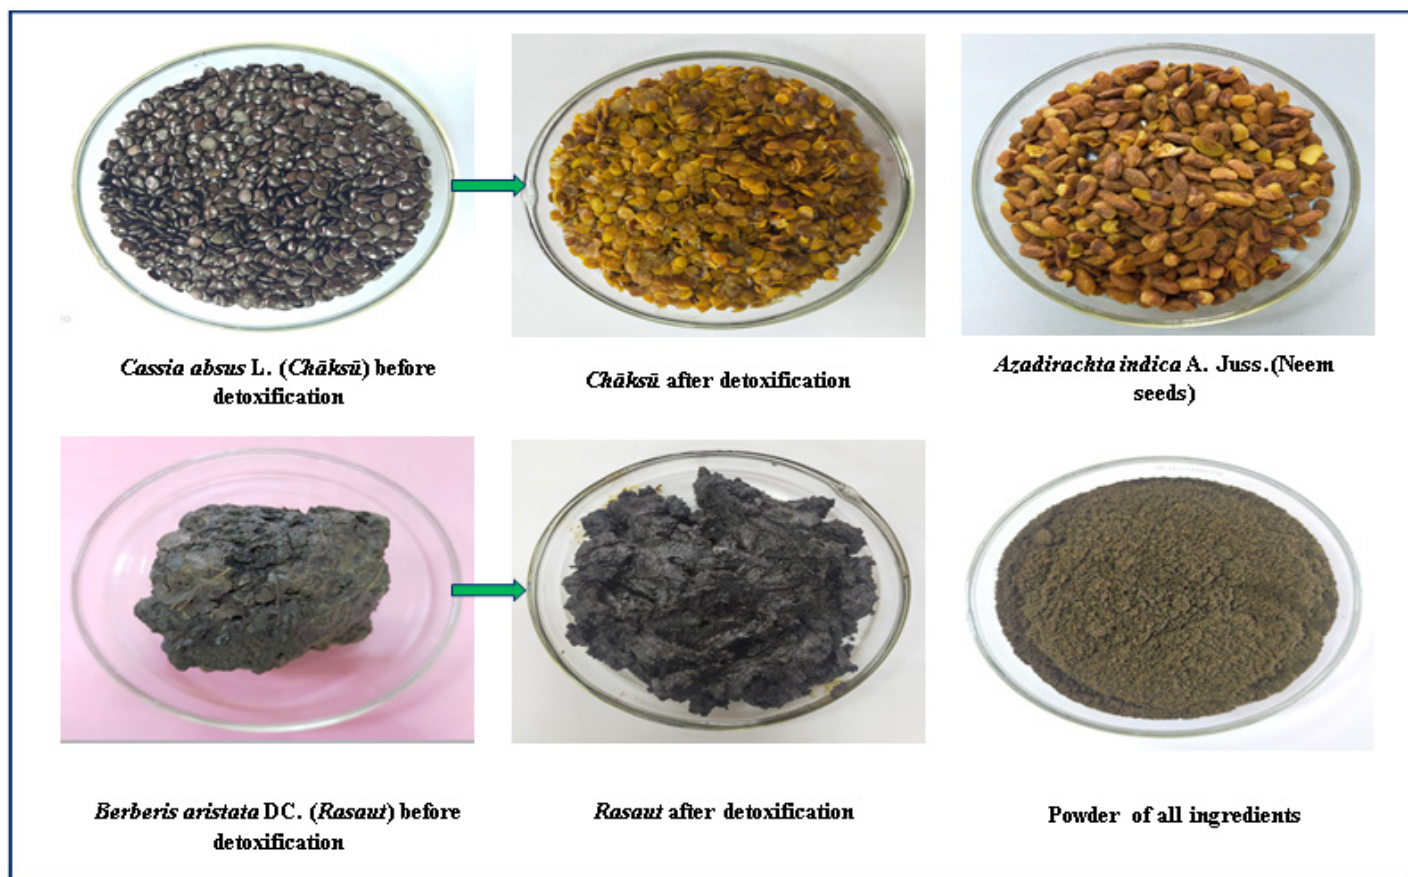 Cassia absus L. (Chāksū) before
detoxification
Chāksū after detoxification
Azadirachta indica A. Juss.(Neem
seeds)
Berberis aristata DC. (Rasaut) before
detoxification
Rasaut after detoxification
Powder of all ingredients